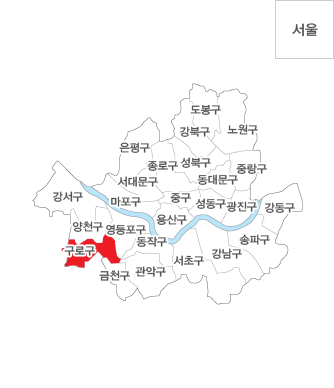 서울
도봉구
강북구
노원구
은평구
종로구
성북구
중랑구
서대문구
동대문구
강서구
마포구
중구
성동구
광진구
강동구
양천구
영등포구
용산구
동작구
송파구
구로구
서초구
강남구
금천구
관악구